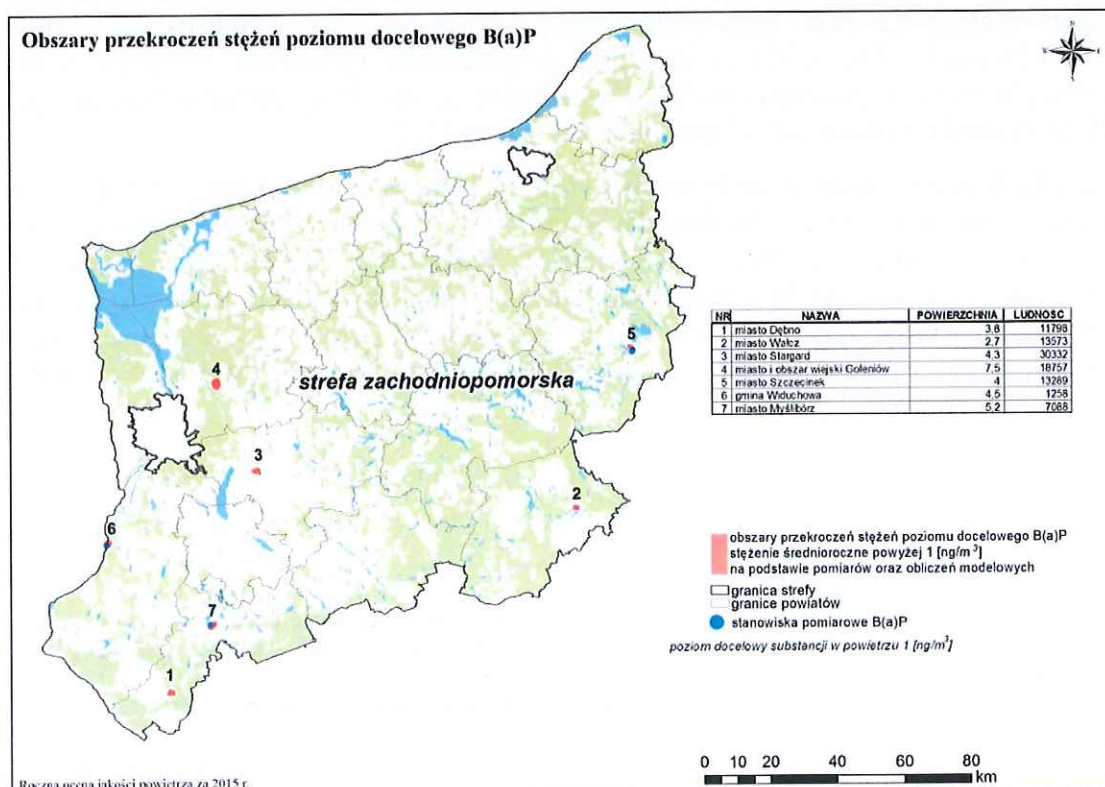 Obszary przekroczeń stężeń poziomu docelowego B(a)P
N
E
S
4
5
strefa zachodniopomorska
3
2
6
7
1
NR NAZWA POWIERZCHNIA LUDNOSC
1 miasto Dębno 3,8 11798
2 miasto Wałcz 2,7 13573
3 miasto Stargard 4,3 30332
4 miasto i obszar wiejski Goleniów 7,5 18757
5 miasto Szczecinek 4 13289
6 gmina Widuchowa 4,5 1258
7 miasto Myślibórz 5,2 7088
obszary przekroczeń stężeń poziomu docelowego B(a)P
stężenie średnioroczne powyżej 1 [ng/m³]
na podstawie pomiarów oraz obliczeń modelowych
granica strefy
granice powiatów
stanowiska pomiarowe B(a)P
poziom docelowy substancji w powietrzu 1 [ng/m³]
Roczna ocena jakości powietrza za 2015 r.
0 10 20 40 60 80
km